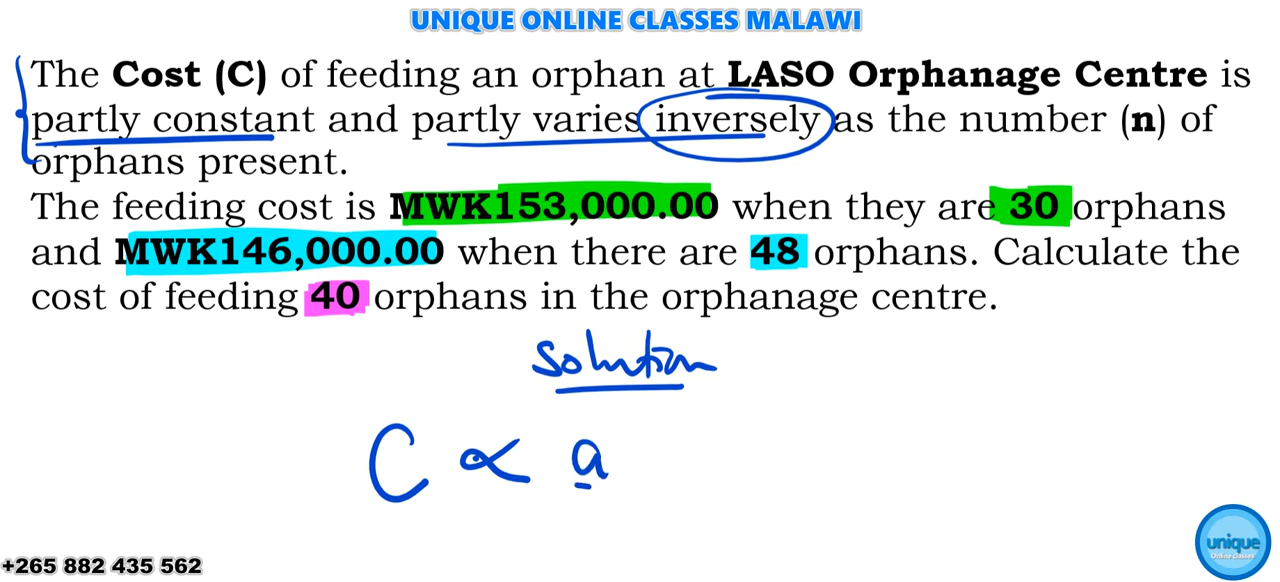 UNIQUE ONLINE CLASSES MALAWI
The Cost (C) of feeding an orphan at LASO Orphanage Centre is
partly constant and partly varies inversely as the number (n) of
orphans present.
The feeding cost is MWK153,000.00 when they are 30 orphans
and MWK146,000.00 when there are 48 orphans. Calculate the
cost of feeding 40 orphans in the orphanage centre.
Solution
C ∝ a
unique
Online classes
+265 882 435 562